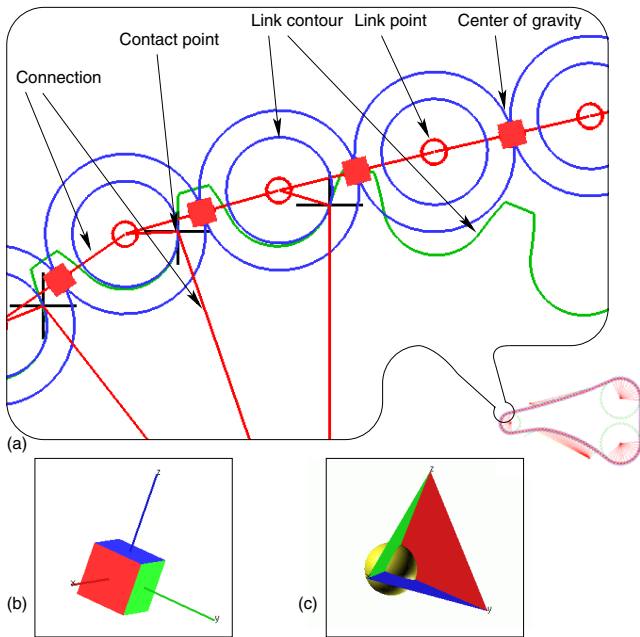 Link contour
Link point
Center of gravity
Contact point
Connection
(a)
z
x
y
(b)
z
x
y
(c)